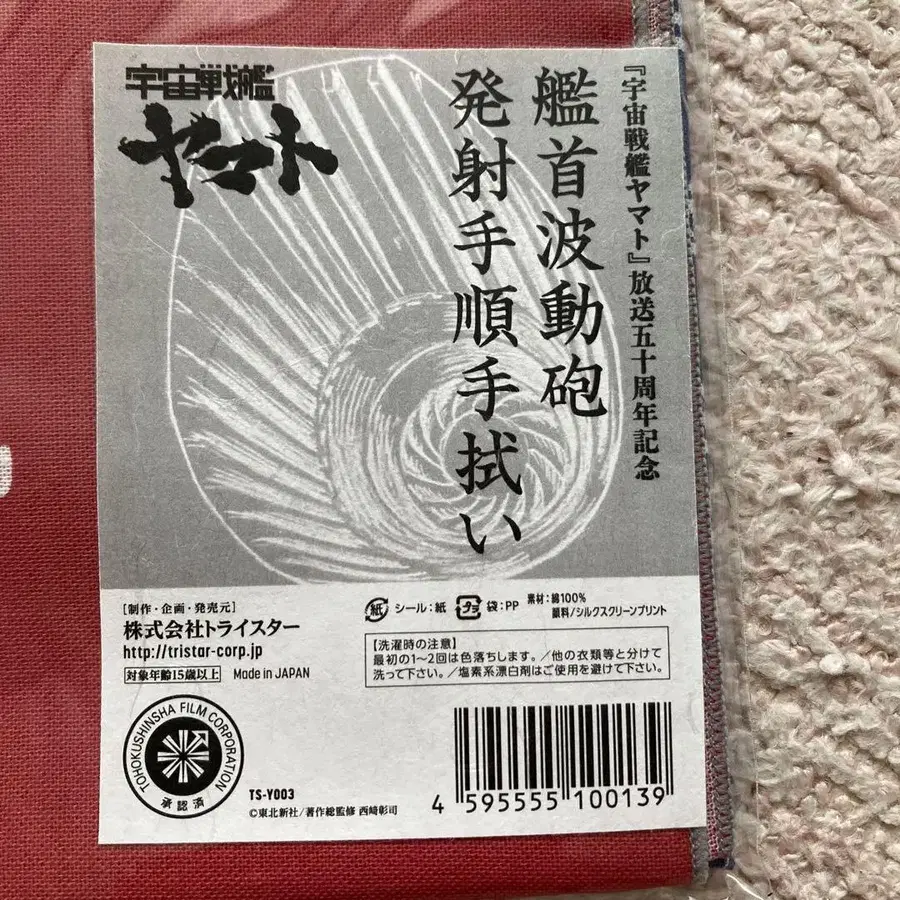 『宇宙戦艦ヤマト』放送五十周年記念
艦首波動砲
発射手順手拭い
宇宙戦艦
ヤマト
[制作・企画・発売元]
株式会社トライスター
http://tristar-corp.jp
対象年齢15歳以上 Made in JAPAN
紙 シール:紙 プラ 袋:PP 素材:綿100%
顔料/シルクスクリーンプリント
【洗濯時の注意】
最初の1~2回は色落ちします。/他の衣類等と分けて
洗って下さい。/塩素系漂白剤はご使用を避けて下さい。
TOHOKUSHINSHA FILM CORPORATION
承認済
TS-Y003
©東北新社/著作総監修 西﨑彰司
4 595555 100139